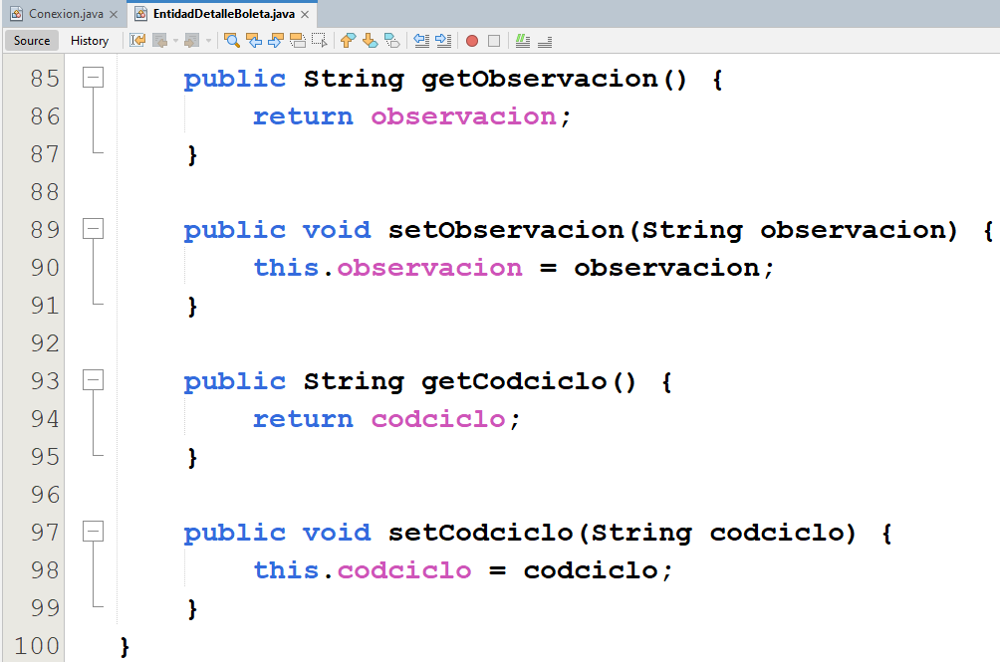 Conexion.java EntidadDetalleBoleta.java
Source History
85 public String getObservacion() {
86 return observacion;
87 }
88
89 public void setObservacion(String observacion) {
90 this.observacion = observacion;
91 }
92
93 public String getCodciclo() {
94 return codciclo;
95 }
96
97 public void setCodciclo(String codciclo) {
98 this.codciclo = codciclo;
99 }
100 }